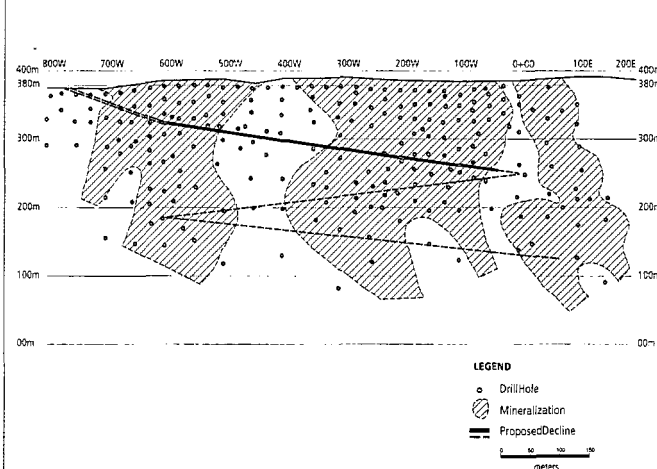 800W 700W 600W 500W 400W 300W 200W 100W 0+00 100E 200E
400m 400m
380m 380m
300m 300m
200m 200m
100m 100m
00m 00m
LEGEND
DrillHole
Mineralization
ProposedDecline
0 50 100 150
meters